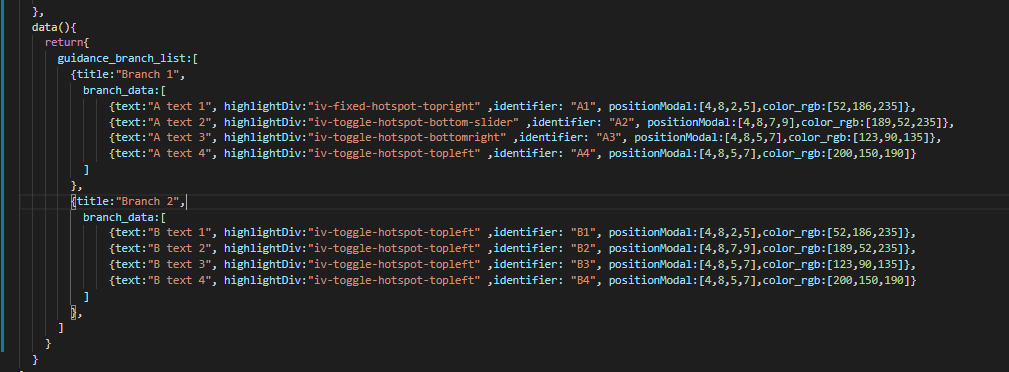 },
data(){
return{
guidance_branch_list:[
{title:"Branch 1",
branch_data:[
{text:"A text 1", highlightDiv:"iv-fixed-hotspot-topright" ,identifier: "A1", positionModal:[4,8,2,5],color_rgb:[52,186,235]},
{text:"A text 2", highlightDiv:"iv-toggle-hotspot-bottom-slider" ,identifier: "A2", positionModal:[4,8,7,9],color_rgb:[189,52,235]},
{text:"A text 3", highlightDiv:"iv-toggle-hotspot-bottomright" ,identifier: "A3", positionModal:[4,8,5,7],color_rgb:[123,90,135]},
{text:"A text 4", highlightDiv:"iv-toggle-hotspot-topleft" ,identifier: "A4", positionModal:[4,8,5,7],color_rgb:[200,150,190]}
]
},
{title:"Branch 2",
branch_data:[
{text:"B text 1", highlightDiv:"iv-toggle-hotspot-topleft" ,identifier: "B1", positionModal:[4,8,2,5],color_rgb:[52,186,235]},
{text:"B text 2", highlightDiv:"iv-toggle-hotspot-topleft" ,identifier: "B2", positionModal:[4,8,7,9],color_rgb:[189,52,235]},
{text:"B text 3", highlightDiv:"iv-toggle-hotspot-topleft" ,identifier: "B3", positionModal:[4,8,5,7],color_rgb:[123,90,135]},
{text:"B text 4", highlightDiv:"iv-toggle-hotspot-topleft" ,identifier: "B4", positionModal:[4,8,5,7],color_rgb:[200,150,190]}
]
},
]
}
}